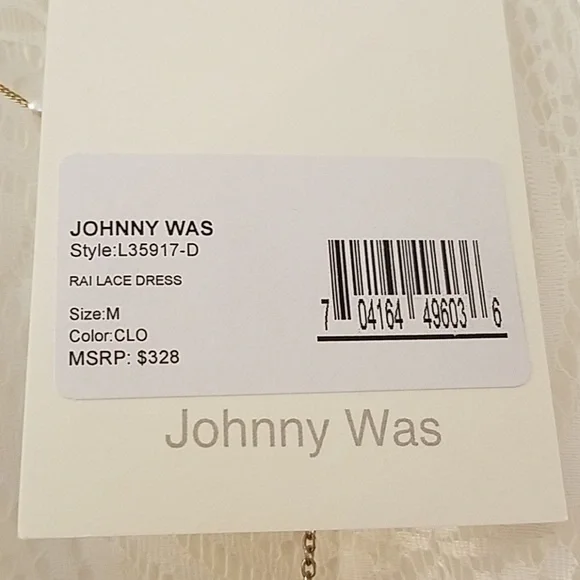 JOHNNY WAS
Style:L35917-D
RAI LACE DRESS
Size:M
Color:CLO
MSRP: $328
7 04164 49603 6
Johnny Was